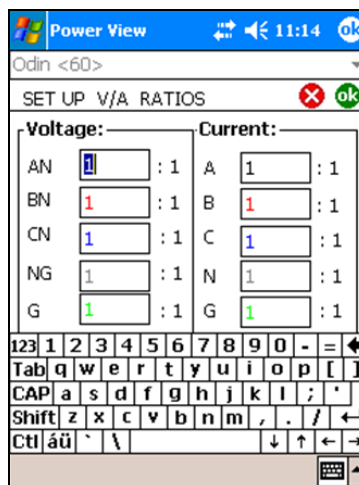 Power View 11:14 ok
Odin <60>
SET UP V/A RATIOS ok
Voltage: Current:
AN 1 : 1 A 1 : 1
BN 1 : 1 B 1 : 1
CN 1 : 1 C 1 : 1
NG 1 : 1 N 1 : 1
G 1 : 1 G 1 : 1
123 1 2 3 4 5 6 7 8 9 0 - = ←
Tab q w e r t y u i o p [ ]
CAP a s d f g h j k l ; '
Shift z x c v b n m , . / ←
Ctl áü ` \ ↓ ↑ ← →